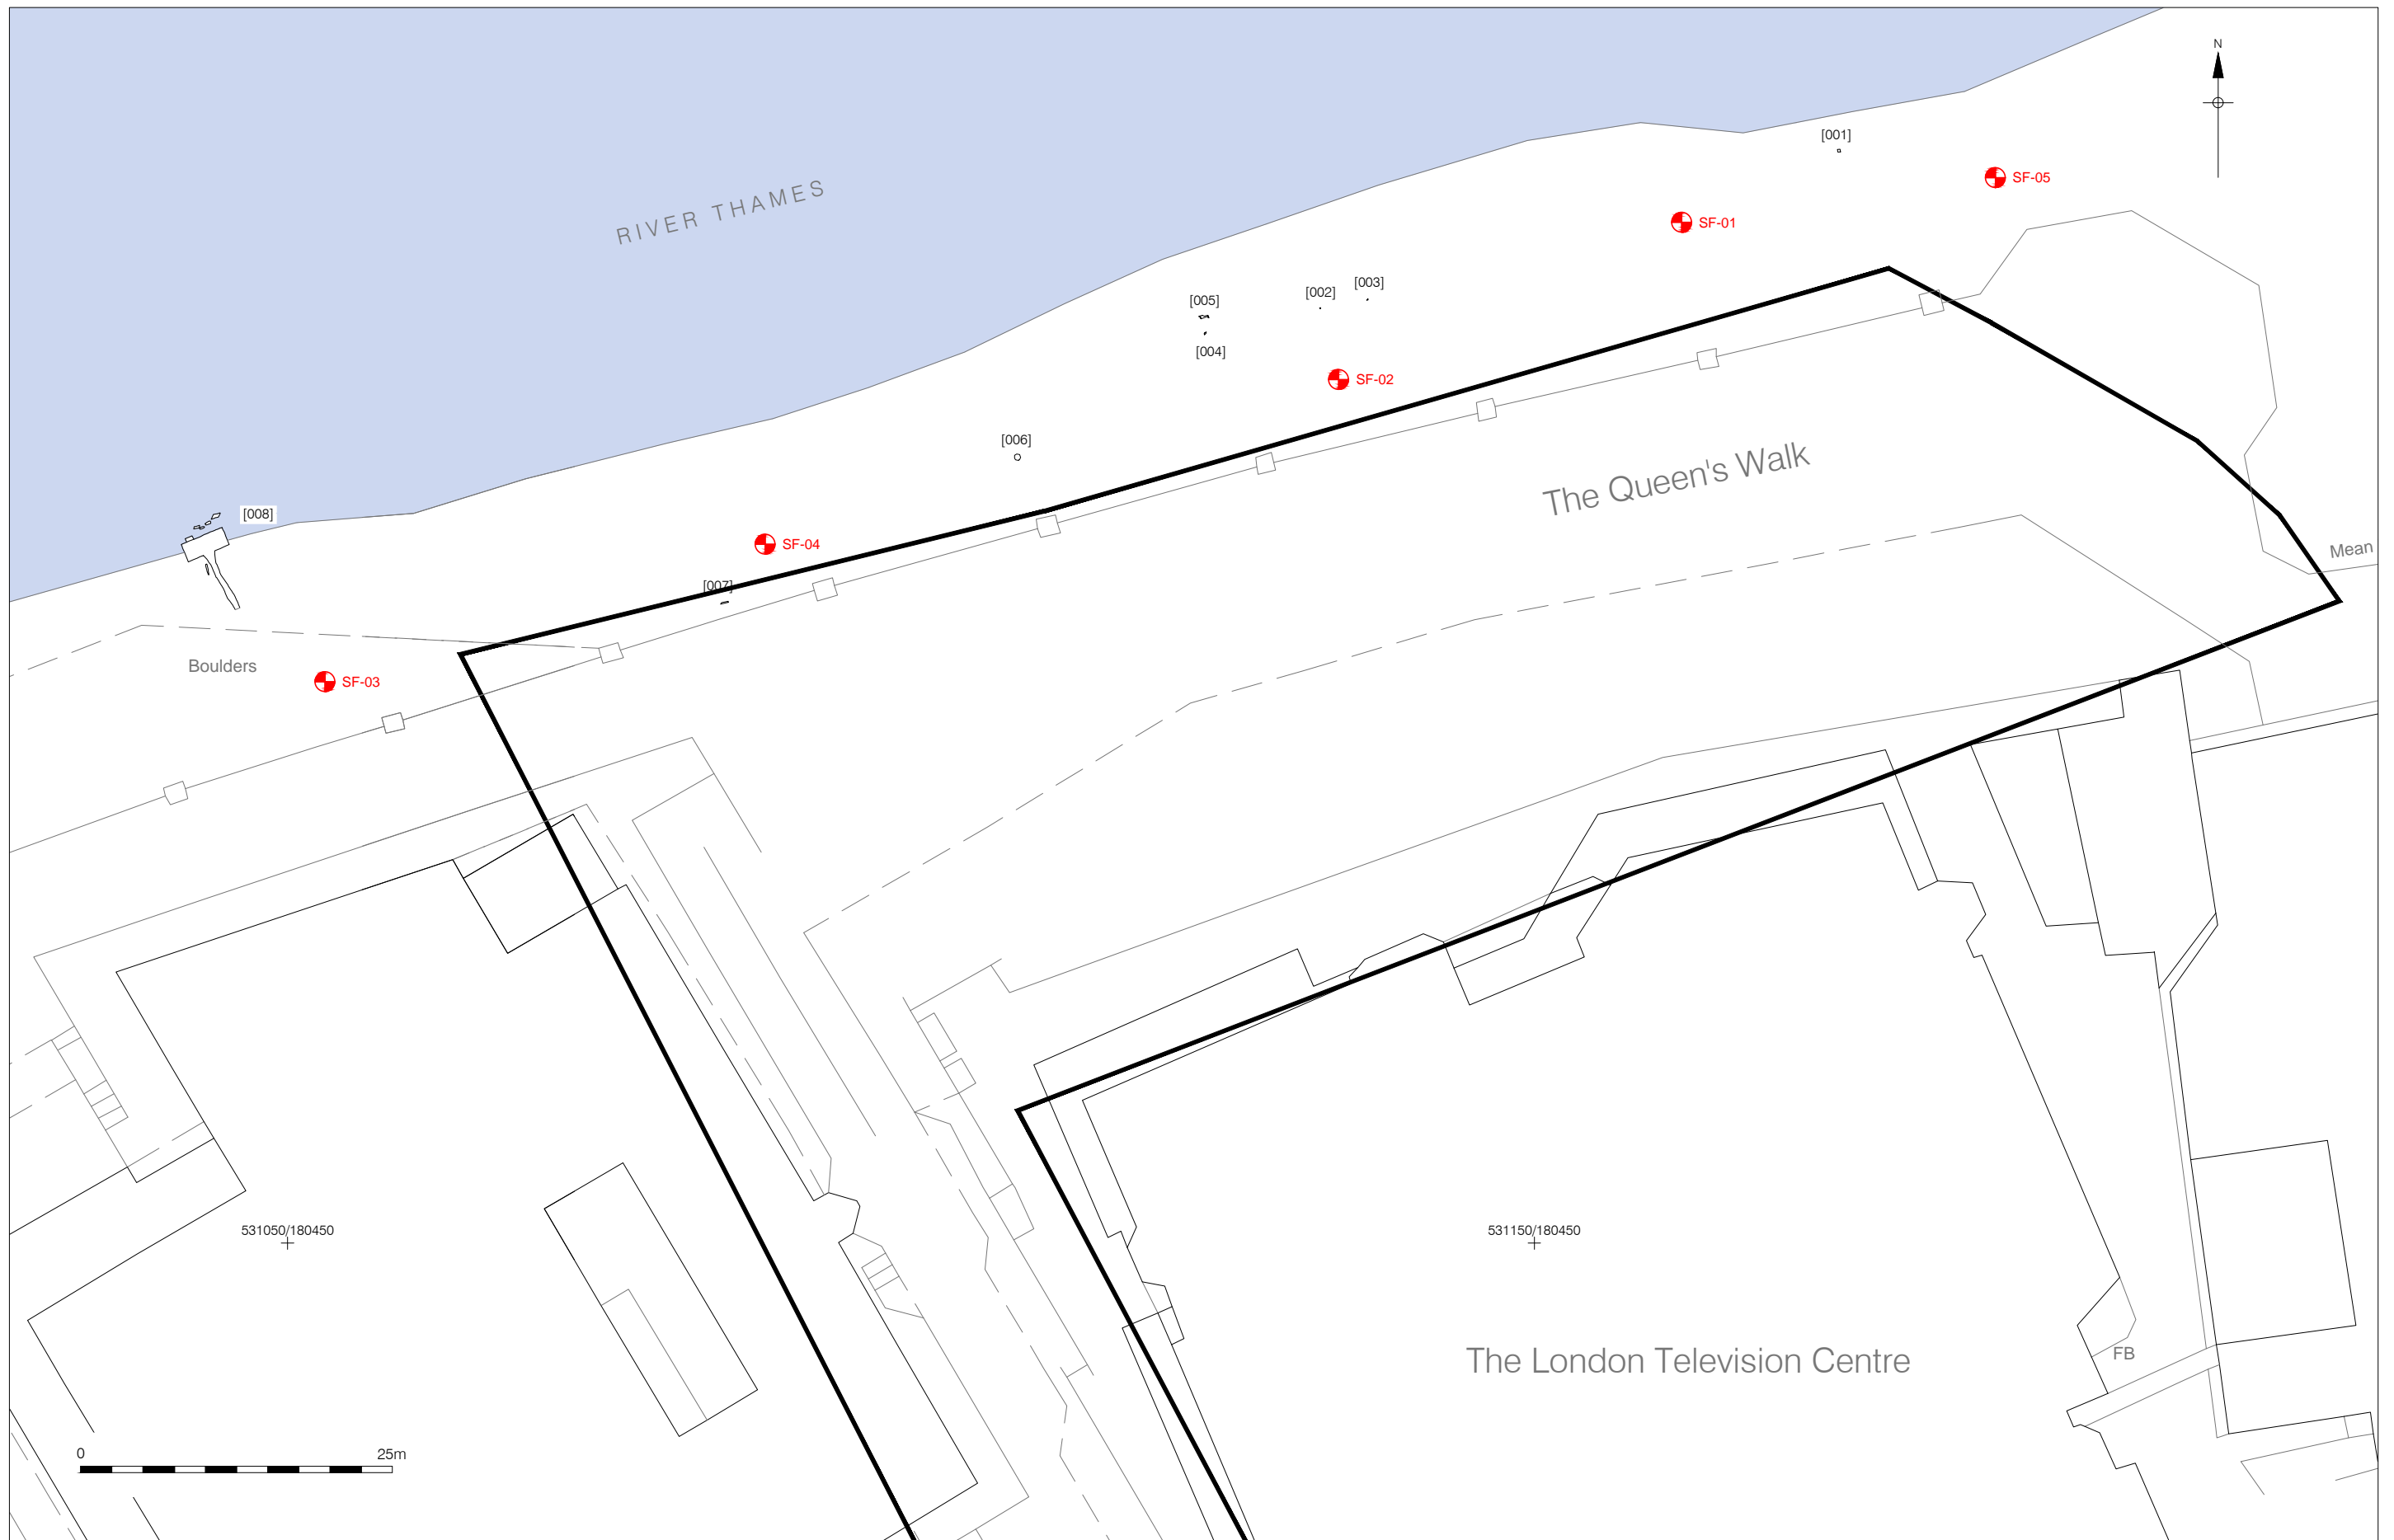 N
[001]
SF-05
RIVER THAMES
SF-01
[003]
[002]
[005]
[004]
SF-02
[006]
The Queen's Walk
[008]
SF-04
Mean
[007]
Boulders
SF-03
531050/180450
531150/180450
The London Television Centre
FB
0
25m